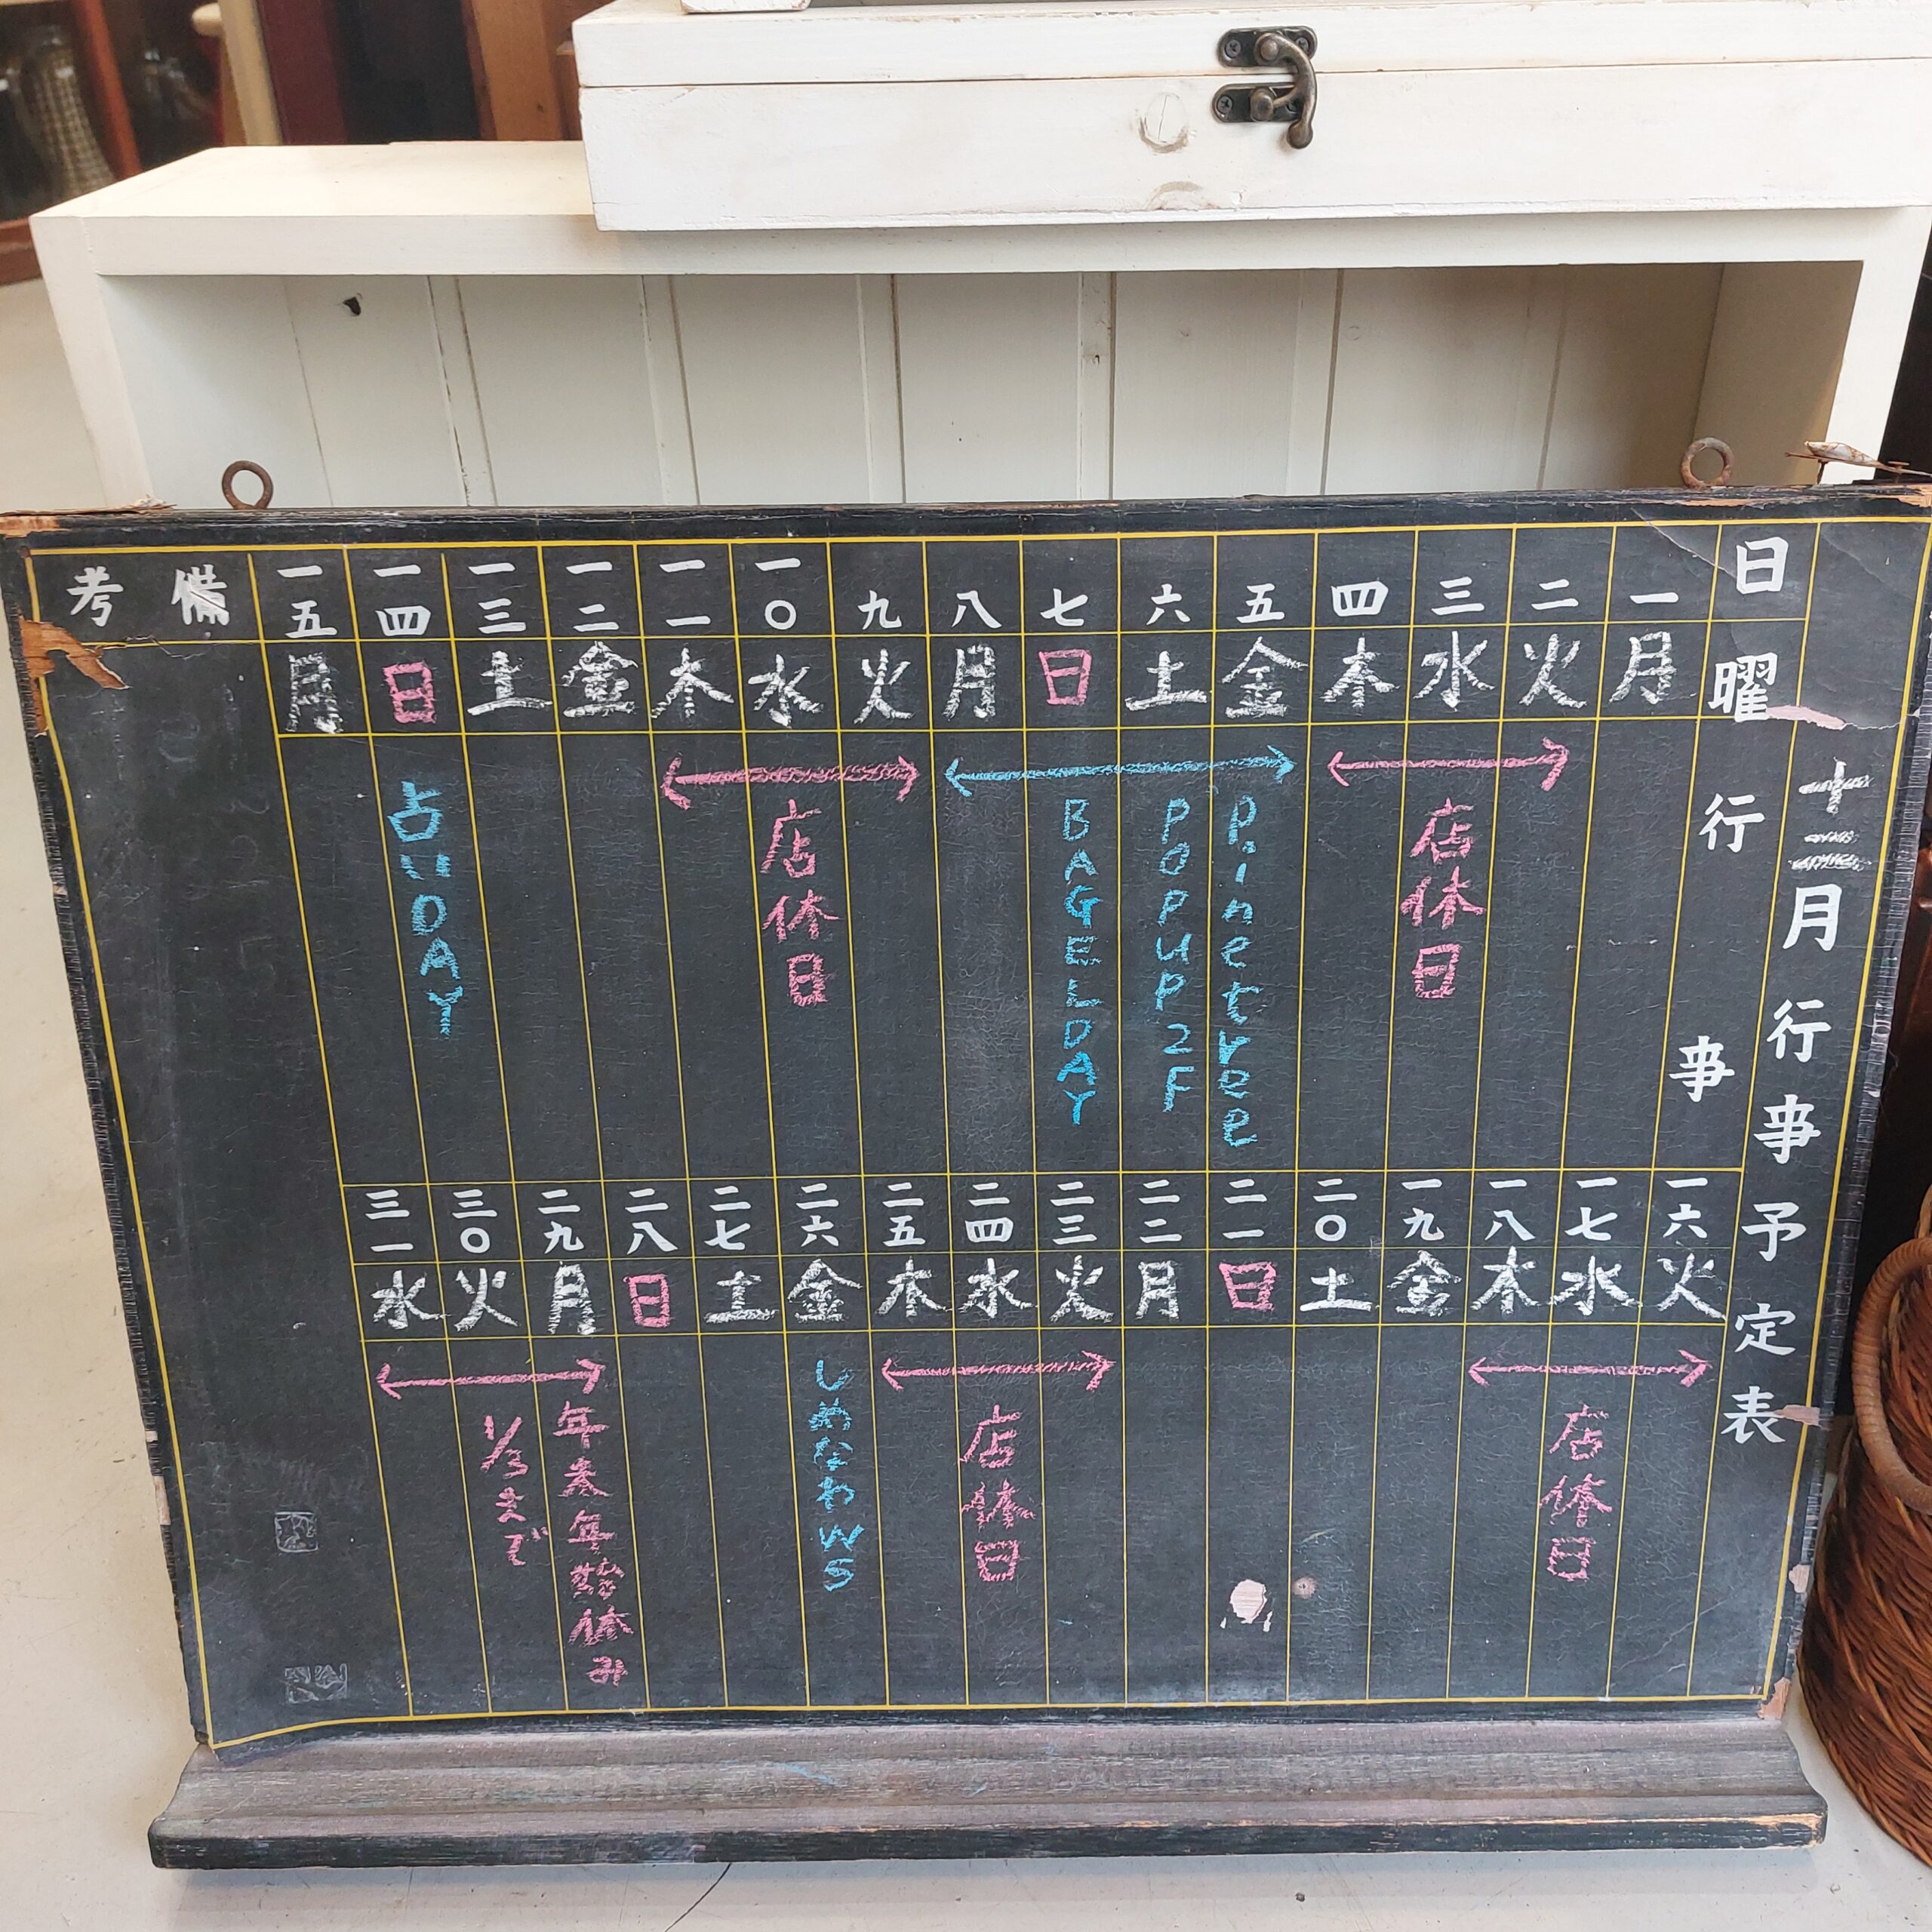 十二月行事予定表
日曜行事
一 月
二 火
三 水
四 木
五 金
六 土
七 日
八 月
九 火
一〇 水
一一 木
一二 金
一三 土
一四 日
一五 月
備考
店休日
Pinetree
POPUP2F
BAGELDAY
店休日
占いDAY
一六 火
一七 水
一八 木
一九 金
二〇 土
二一 日
二二 月
二三 火
二四 水
二五 木
二六 金
二七 土
二八 日
二九 月
三〇 火
三一 水
店休日
店休日
しめなわWS
年末年始休み
1/3まで